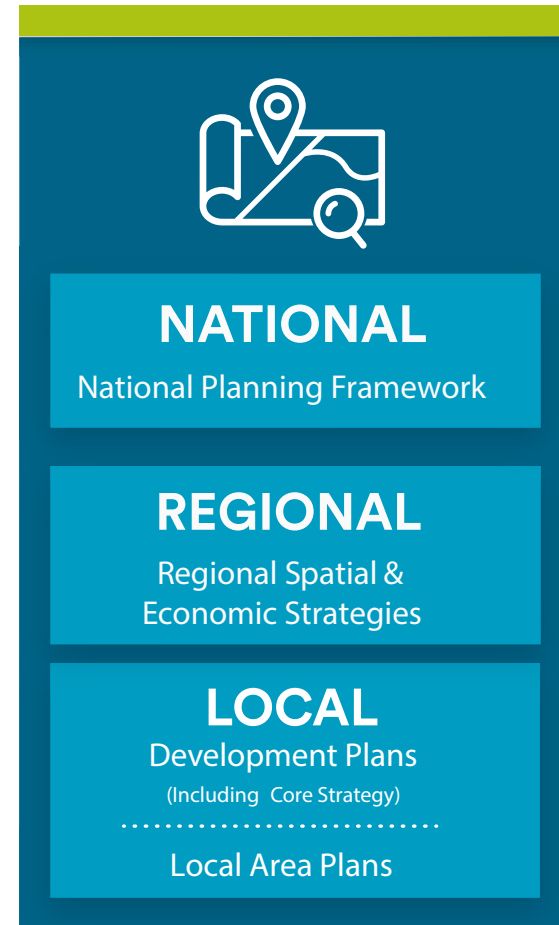 NATIONAL
National Planning Framework
REGIONAL
Regional Spatial &
Economic Strategies
LOCAL
Development Plans
(Including Core Strategy)
Local Area Plans